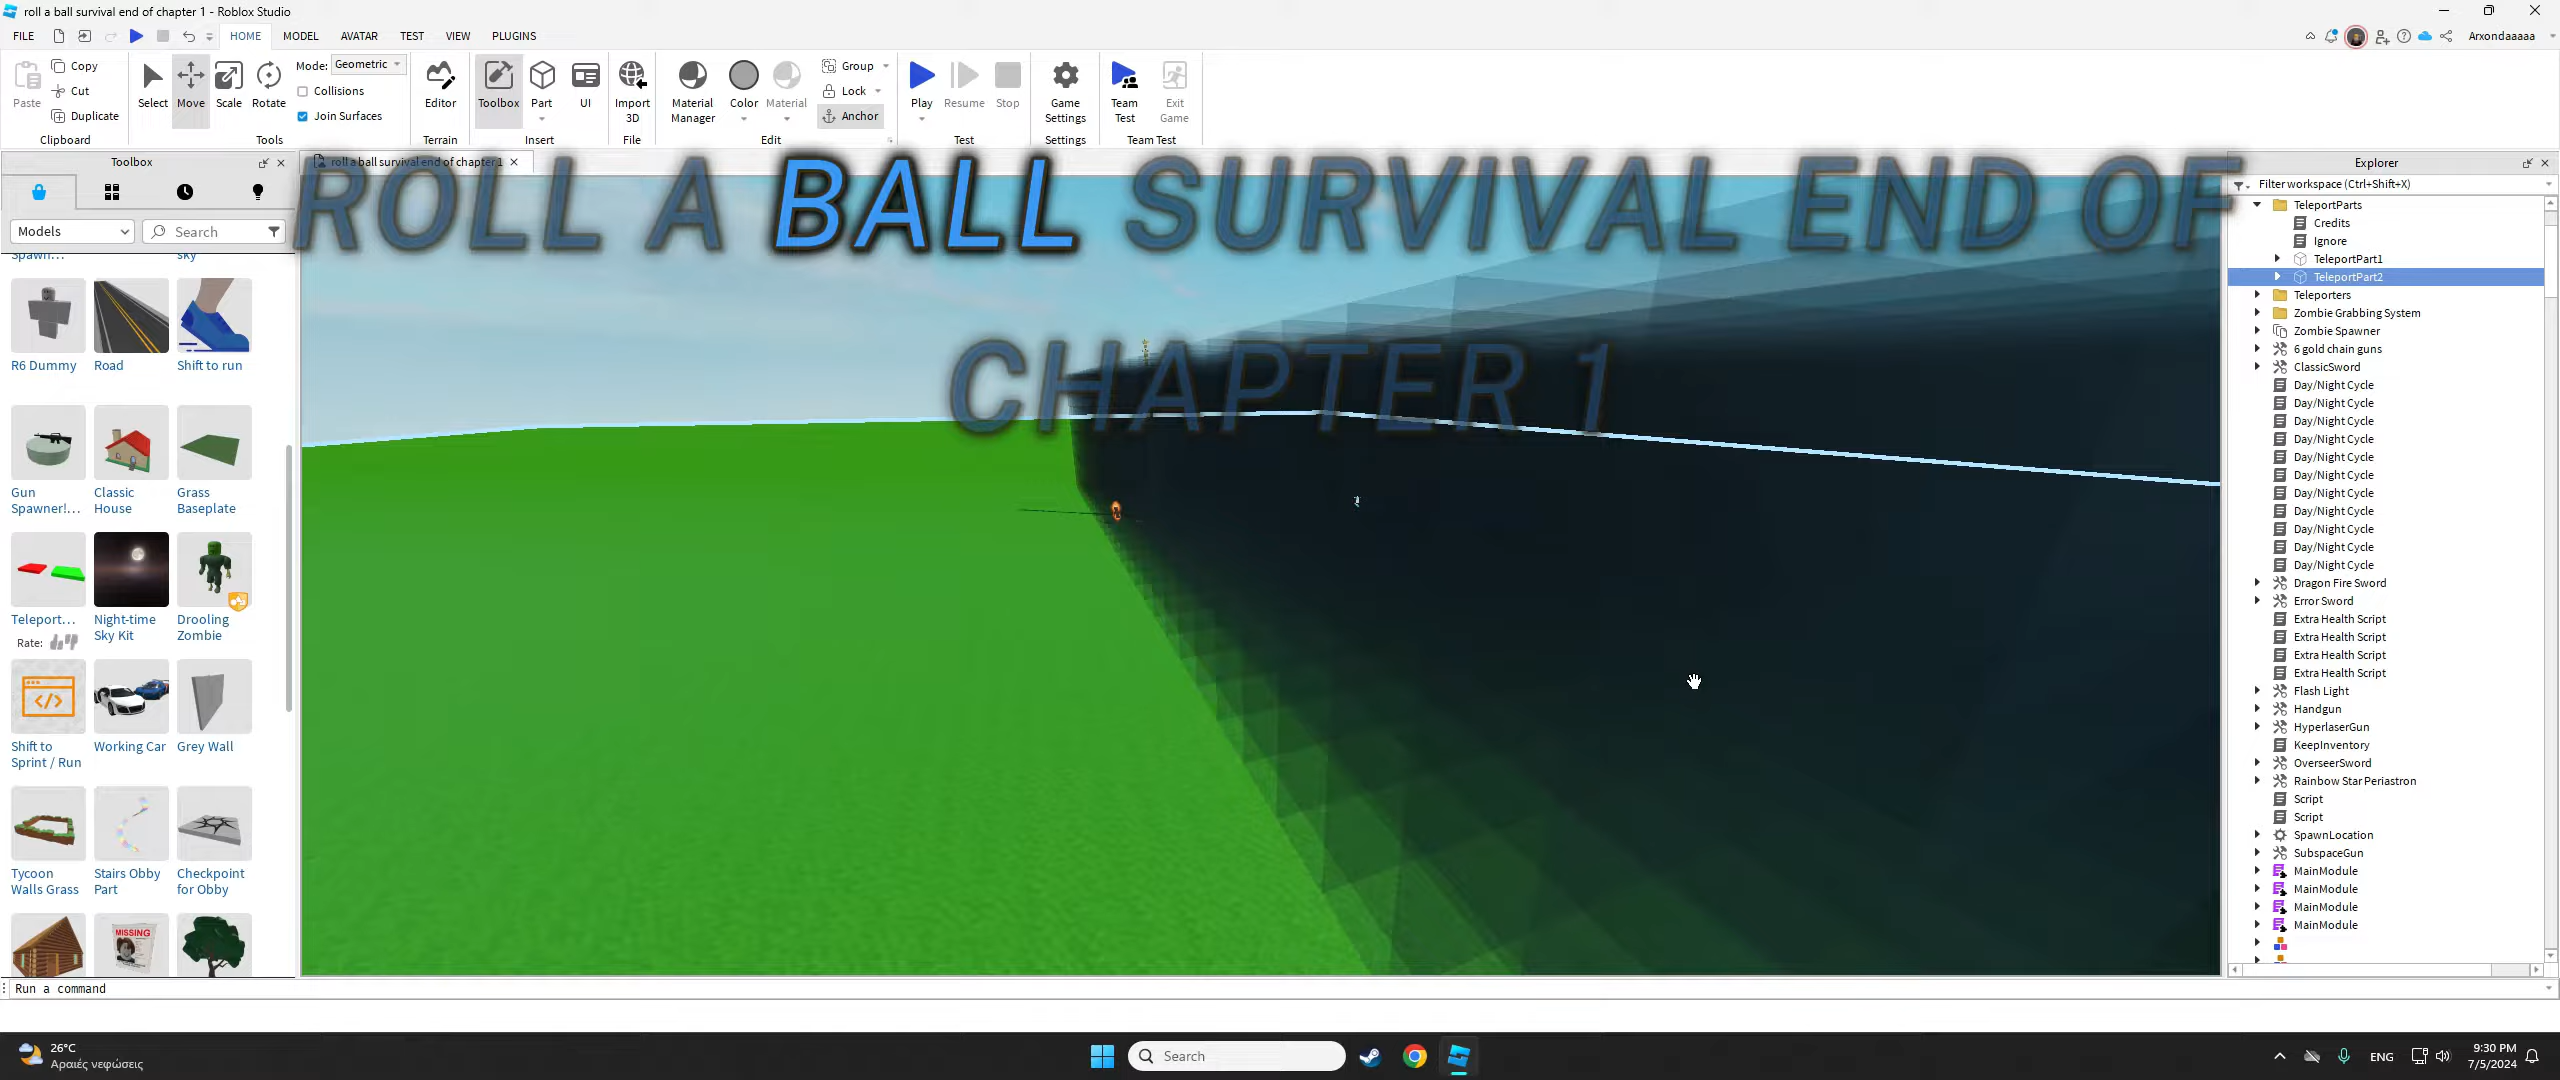 roll a ball survival end of chapter 1 - Roblox Studio
FILE HOME MODEL AVATAR TEST VIEW PLUGINS Arxondaaaaa
Paste Copy Cut Duplicate Clipboard
Select Move Scale Rotate Mode: Geometric Collisions Join Surfaces Tools
Editor Terrain
Toolbox Part UI Insert
Import 3D File
Material Manager Color Material Group Lock Anchor Edit
Play Resume Stop Test
Game Settings Settings
Team Test Exit Game Team Test
Toolbox
roll a ball survival end of chapter 1
Explorer
Models Search
Filter workspace (Ctrl+Shift+X)
ROLL A BALL SURVIVAL END OF
CHAPTER 1
Spawn... sky
R6 Dummy Road Shift to run
Gun Spawner!... Classic House Grass Baseplate
Teleport... Night-time Sky Kit Drooling Zombie
Rate:
Shift to Sprint / Run Working Car Grey Wall
Tycoon Walls Grass Stairs Obby Part Checkpoint for Obby
MISSING
TeleportParts
Credits
Ignore
TeleportPart1
TeleportPart2
Teleporters
Zombie Grabbing System
Zombie Spawner
6 gold chain guns
ClassicSword
Day/Night Cycle
Day/Night Cycle
Day/Night Cycle
Day/Night Cycle
Day/Night Cycle
Day/Night Cycle
Day/Night Cycle
Day/Night Cycle
Day/Night Cycle
Day/Night Cycle
Day/Night Cycle
Dragon Fire Sword
Error Sword
Extra Health Script
Extra Health Script
Extra Health Script
Extra Health Script
Flash Light
Handgun
HyperlaserGun
KeepInventory
OverseerSword
Rainbow Star Periastron
Script
Script
SpawnLocation
SubspaceGun
MainModule
MainModule
MainModule
MainModule
Run a command
26°C
Αραιές νεφώσεις
Search
ENG
9:30 PM
7/5/2024